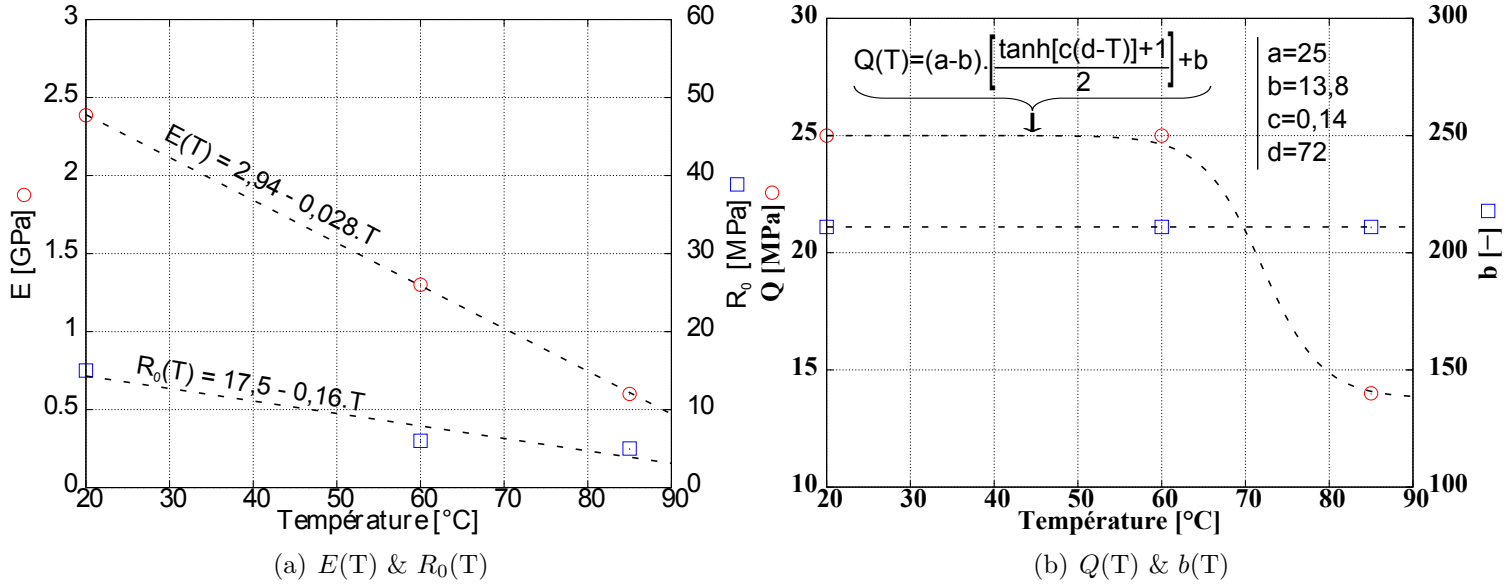 3
2.5
2
1.5
1
0.5
0
E [GPa]
60
50
40
30
20
10
0
R₀ [MPa]
E(T) = 2,94 - 0,028.T
R₀(T) = 17,5 - 0,16.T
20 30 40 50 60 70 80 90
Température [°C]
(a) E(T) & R₀(T)
30
25
20
15
10
Q [MPa]
300
250
200
150
100
b [−]
Q(T)=(a-b).[tanh[c(d-T)]+1/2]+b
a=25
b=13,8
c=0,14
d=72
20 30 40 50 60 70 80 90
Température [°C]
(b) Q(T) & b(T)